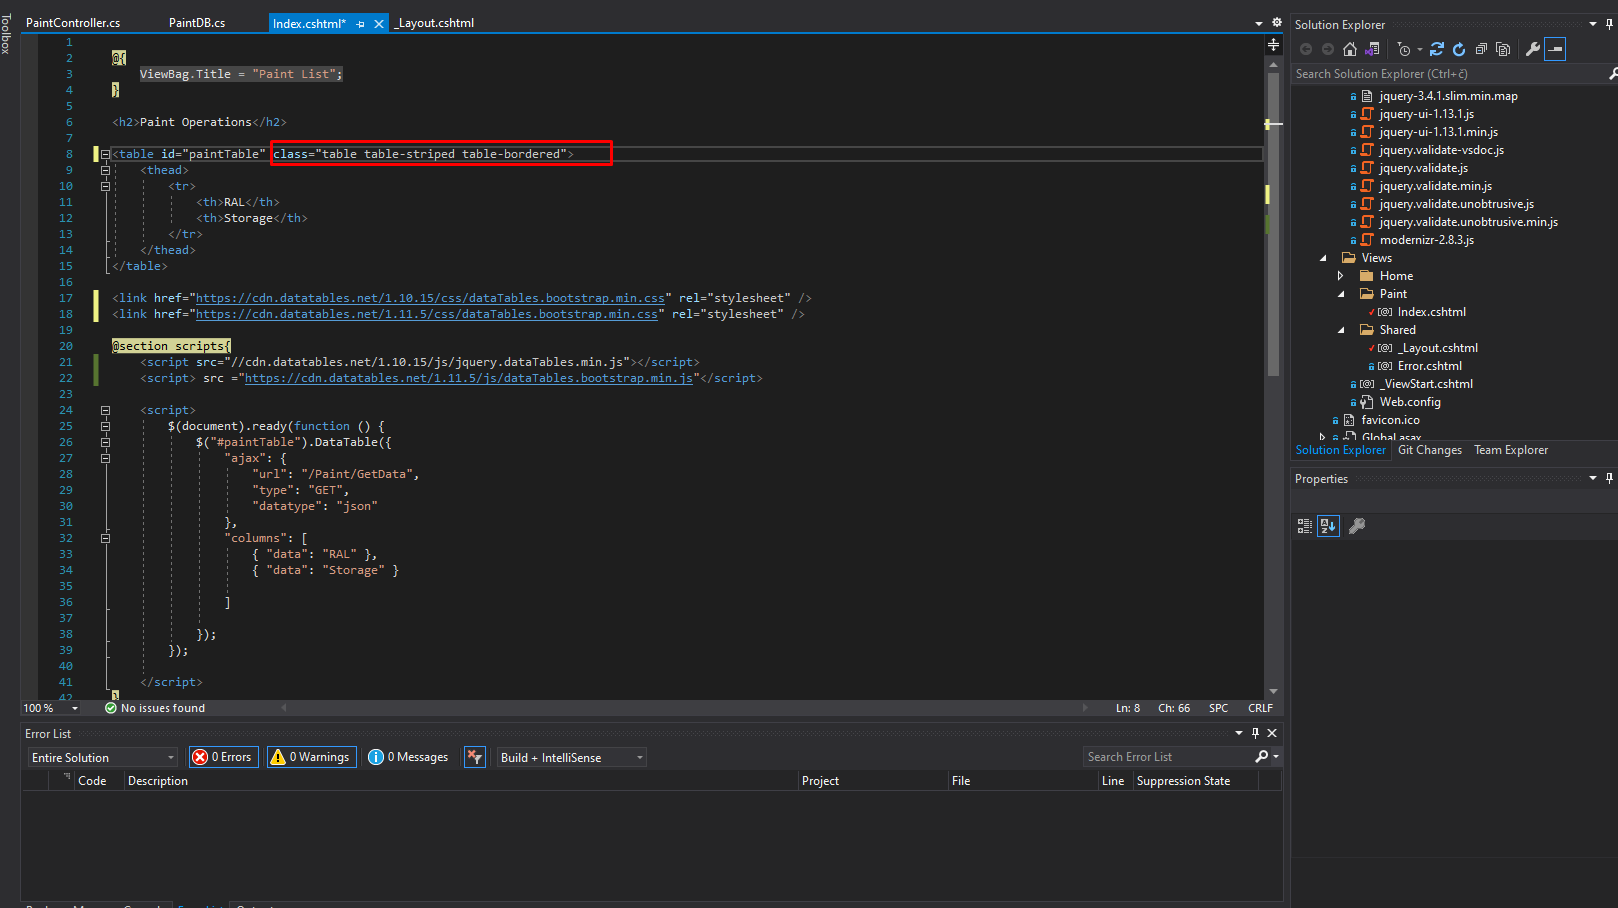 Toolbox
PaintController.cs PaintDB.cs Index.cshtml* _Layout.cshtml
1
2 @{
3 ViewBag.Title = "Paint List";
4 }
5
6 <h2>Paint Operations</h2>
7
8 <table id="paintTable" class="table table-striped table-bordered">
9 <thead>
10 <tr>
11 <th>RAL</th>
12 <th>Storage</th>
13 </tr>
14 </thead>
15 </table>
16
17 <link href="https://cdn.datatables.net/1.10.15/css/dataTables.bootstrap.min.css" rel="stylesheet" />
18 <link href="https://cdn.datatables.net/1.11.5/css/dataTables.bootstrap.min.css" rel="stylesheet" />
19
20 @section scripts{
21 <script src="//cdn.datatables.net/1.10.15/js/jquery.dataTables.min.js"></script>
22 <script> src ="https://cdn.datatables.net/1.11.5/js/dataTables.bootstrap.min.js"</script>
23
24 <script>
25 $(document).ready(function () {
26 $("#paintTable").DataTable({
27 "ajax": {
28 "url": "/Paint/GetData",
29 "type": "GET",
30 "datatype": "json"
31 },
32 "columns": [
33 { "data": "RAL" },
34 { "data": "Storage" }
35
36 ]
37
38 });
39 });
40
41 </script>
42 }
100 % No issues found Ln: 8 Ch: 66 SPC CRLF
Error List
Entire Solution 0 Errors 0 Warnings 0 Messages Build + IntelliSense Search Error List
Code Description Project File Line Suppression State
Solution Explorer
Search Solution Explorer (Ctrl+č)
jquery-3.4.1.slim.min.map
jquery-ui-1.13.1.js
jquery-ui-1.13.1.min.js
jquery.validate-vsdoc.js
jquery.validate.js
jquery.validate.min.js
jquery.validate.unobtrusive.js
jquery.validate.unobtrusive.min.js
modernizr-2.8.3.js
Views
Home
Paint
Index.cshtml
Shared
_Layout.cshtml
Error.cshtml
_ViewStart.cshtml
Web.config
favicon.ico
Global.asax
Solution Explorer Git Changes Team Explorer
Properties